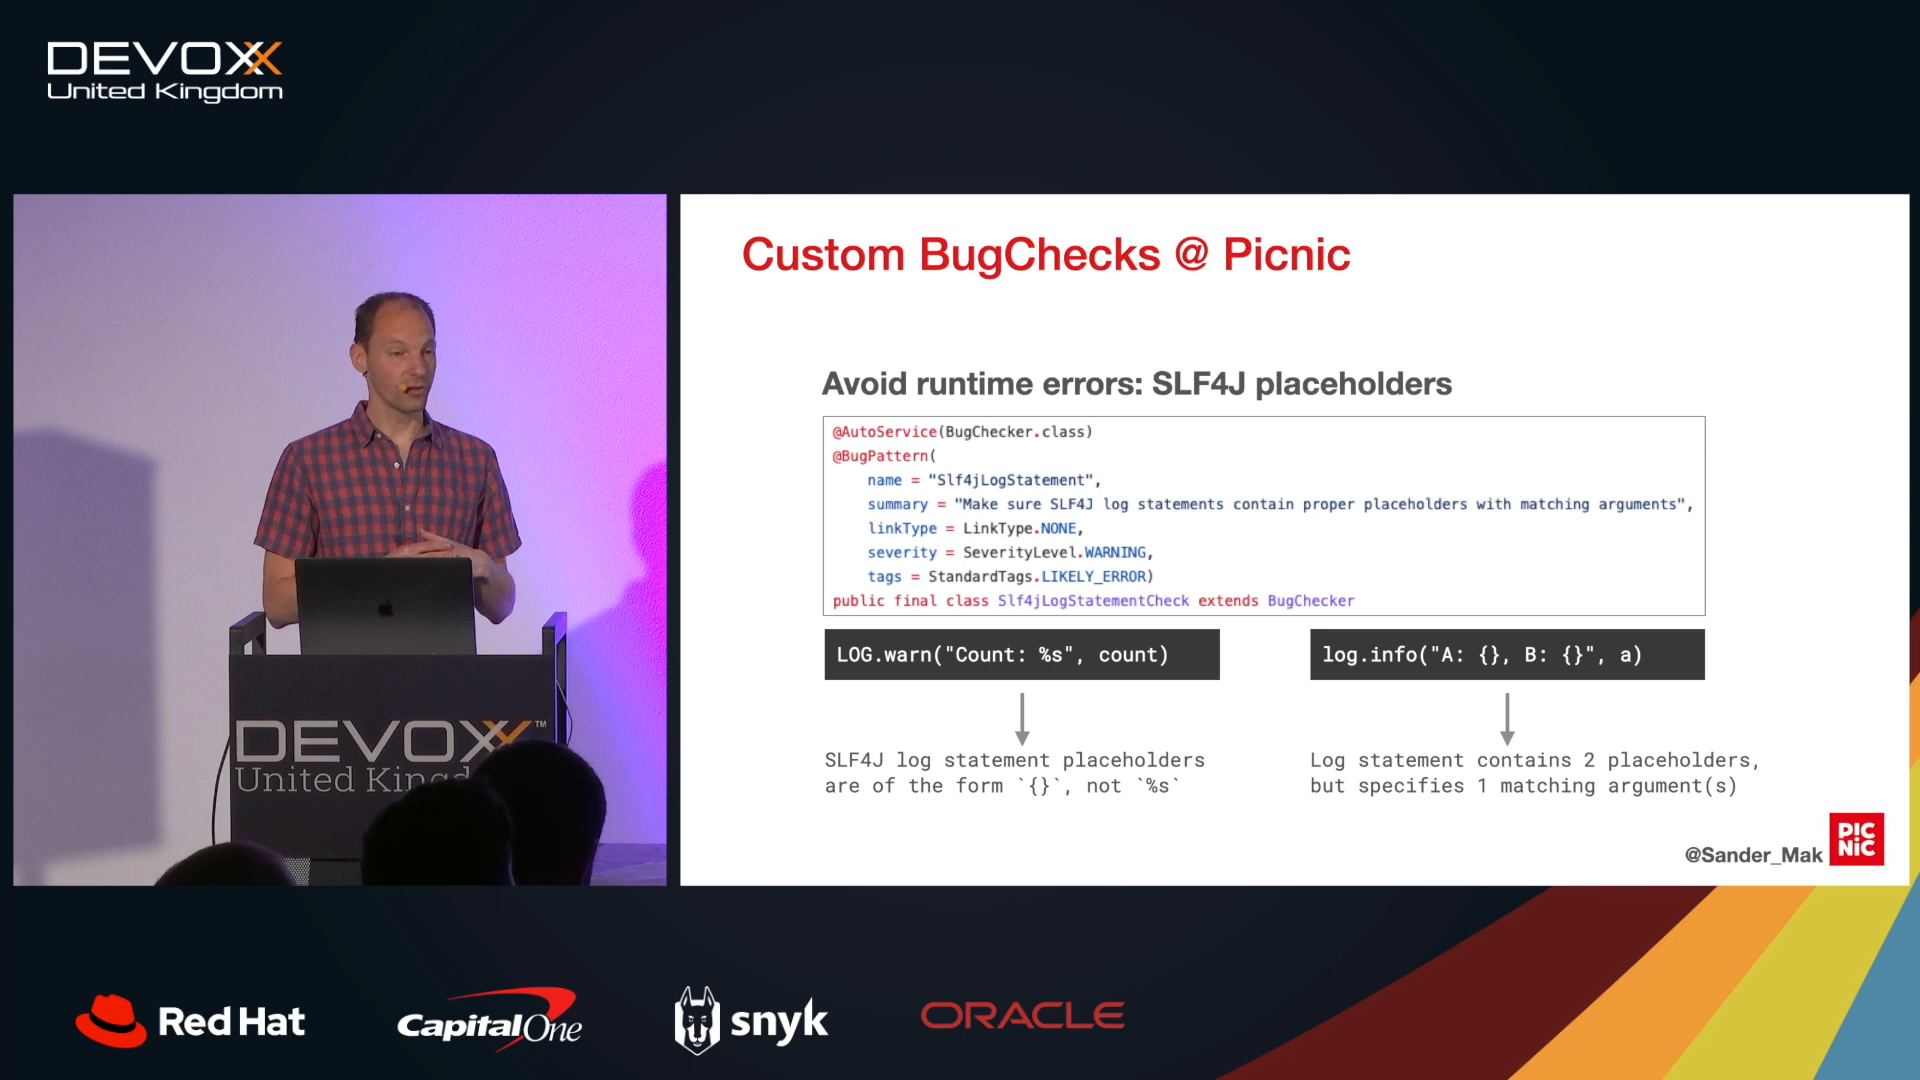 DEVOXX
United Kingdom
Custom BugChecks @ Picnic
Avoid runtime errors: SLF4J placeholders
@AutoService(BugChecker.class)
@BugPattern(
name = "Slf4jLogStatement",
summary = "Make sure SLF4J log statements contain proper placeholders with matching arguments",
linkType = LinkType.NONE,
severity = SeverityLevel.WARNING,
tags = StandardTags.LIKELY_ERROR)
public final class Slf4jLogStatementCheck extends BugChecker
LOG.warn("Count: %s", count)
log.info("A: {}, B: {}", a)
SLF4J log statement placeholders
are of the form `{}`, not `%s`
Log statement contains 2 placeholders,
but specifies 1 matching argument(s)
@Sander_Mak
PIC
NiC
DEVOXX™
United Kingd
Red Hat
CapitalOne
snyk
ORACLE